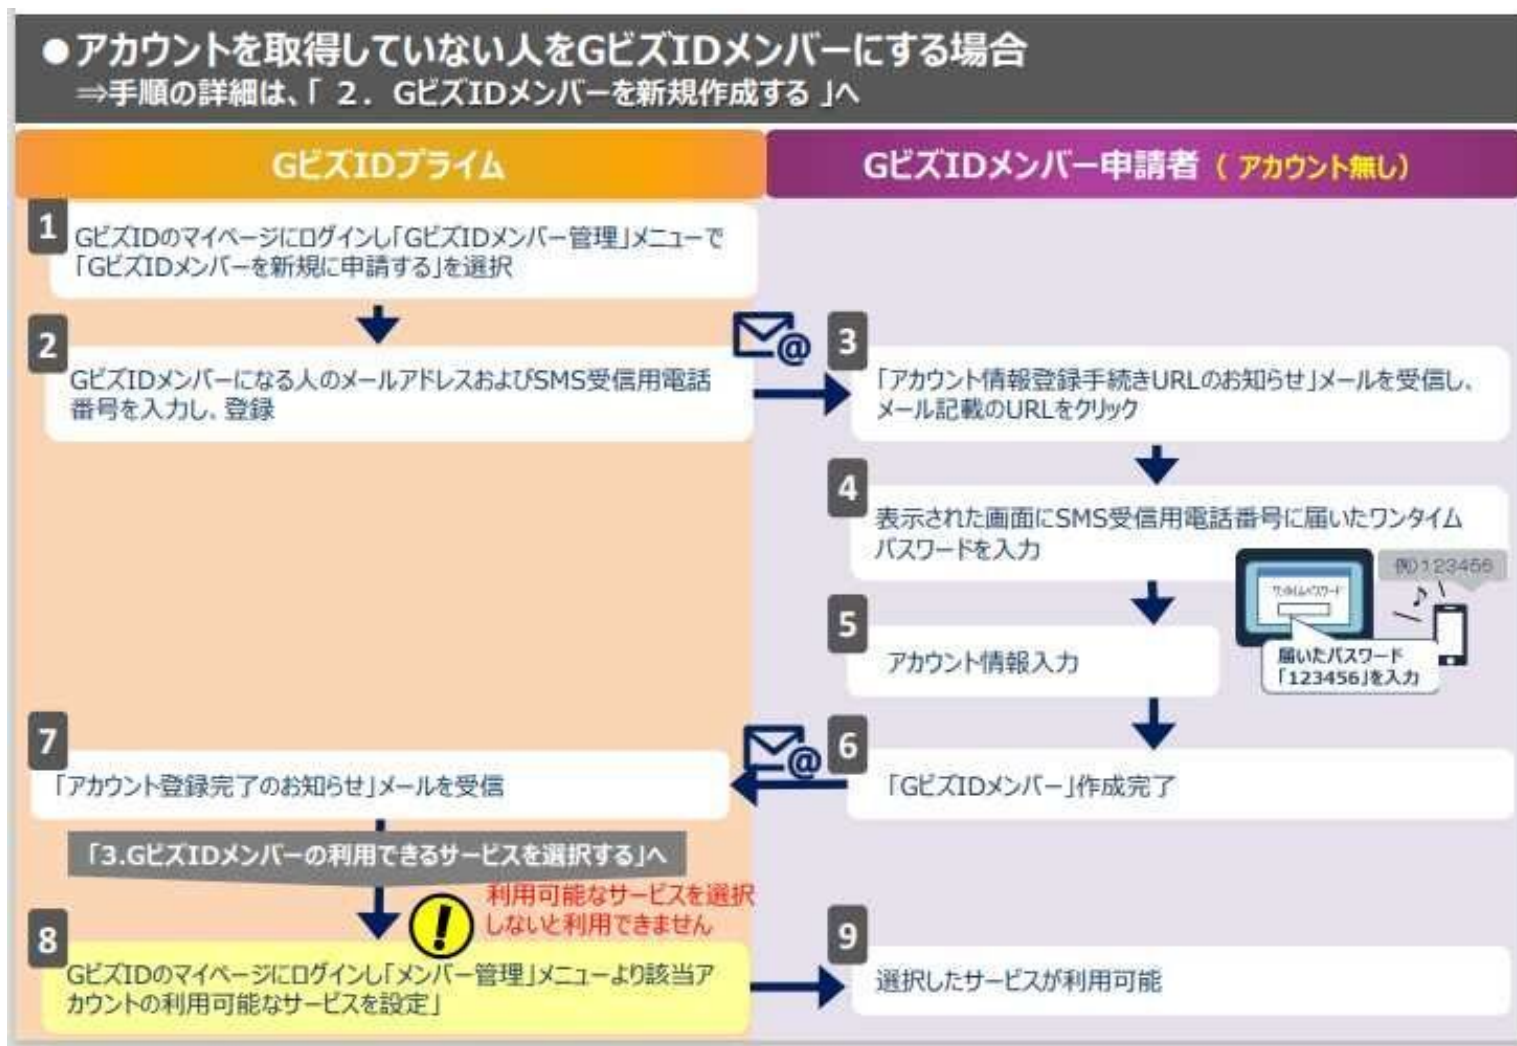 ●アカウントを取得していない人をGビズIDメンバーにする場合
⇒手順の詳細は、「 2．GビズIDメンバーを新規作成する 」へ
GビズIDプライム
GビズIDメンバー申請者（ アカウント無し）
1
GビズIDのマイページにログインし「GビズIDメンバー管理」メニューで
「GビズIDメンバーを新規に申請する」を選択
2
GビズIDメンバーになる人のメールアドレスおよびSMS受信用電話
番号を入力し、登録
@
3
「アカウント情報登録手続きURLのお知らせ」メールを受信し、
メール記載のURLをクリック
4
表示された画面にSMS受信用電話番号に届いたワンタイム
パスワードを入力
例)123456
ワンタイムパスワード
届いたパスワード
「123456」を入力
5
アカウント情報入力
6
「GビズIDメンバー」作成完了
@
7
「アカウント登録完了のお知らせ」メールを受信
「3.GビズIDメンバーの利用できるサービスを選択する」へ
!
利用可能なサービスを選択
しないと利用できません
8
GビズIDのマイページにログインし「メンバー管理」メニューより該当ア
カウントの利用可能なサービスを設定」
9
選択したサービスが利用可能